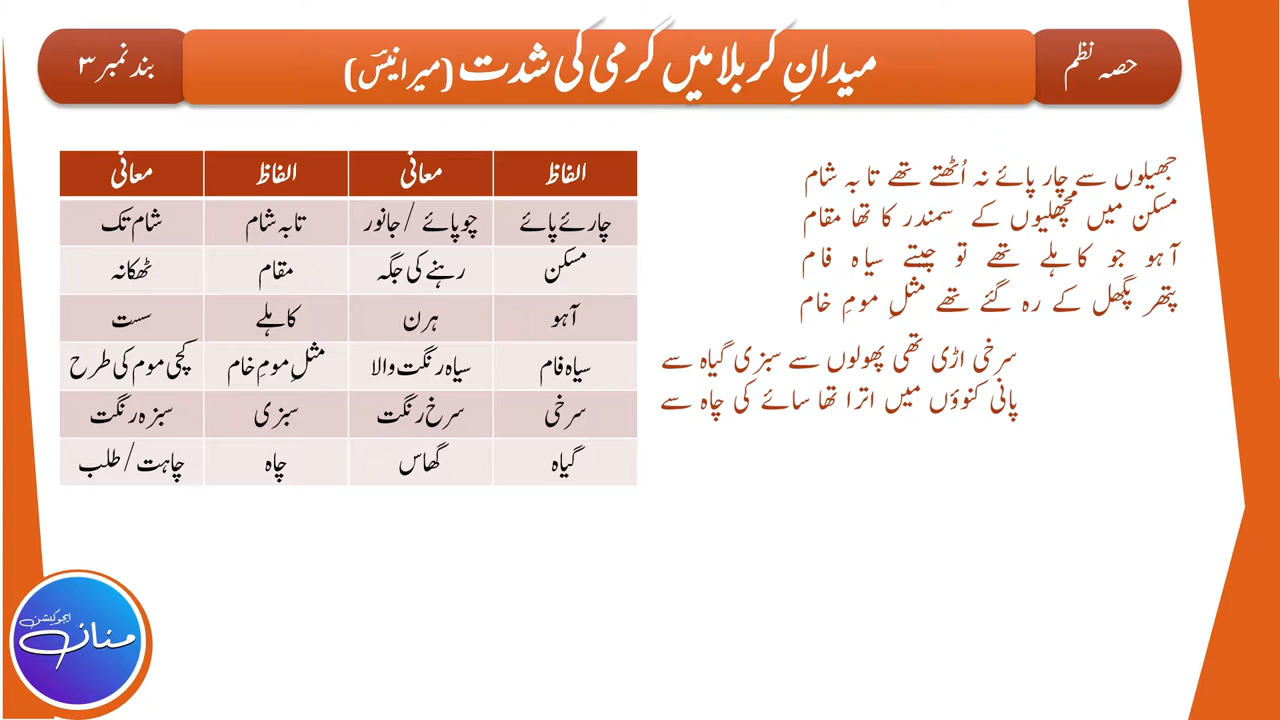 حصہ نظم
میدانِ کربلا میں گرمی کی شدت (میر انیسؔ)
بند نمبر ۳
جھیلوں سے چار پائے نہ اُٹھتے تھے تا بہ شام
مسکن میں مچھلیوں کے سمندر کا تھا مقام
آہو جو کاہلے تھے تو چیتے سیاہ فام
پتھر پگھل کے رہ گئے تھے مثلِ مومِ خام
سرخی اڑی تھی پھولوں سے سبزی گیاہ سے
پانی کنوؤں میں اترا تھا سائے کی چاہ سے
الفاظ معانی الفاظ معانی
چارئے پائے چوپائے / جانور تابہ شام شام تک
مسکن رہنے کی جگہ مقام ٹھکانہ
آہو ہرن کاہلے سست
سیاہ فام سیاہ رنگت والا مثلِ مومِ خام کچی موم کی طرح
سرخی سرخ رنگت سبزی سبزہ رنگت
گیاہ گھاس چاہ چاہت / طلب
ایجوکیشن
منان